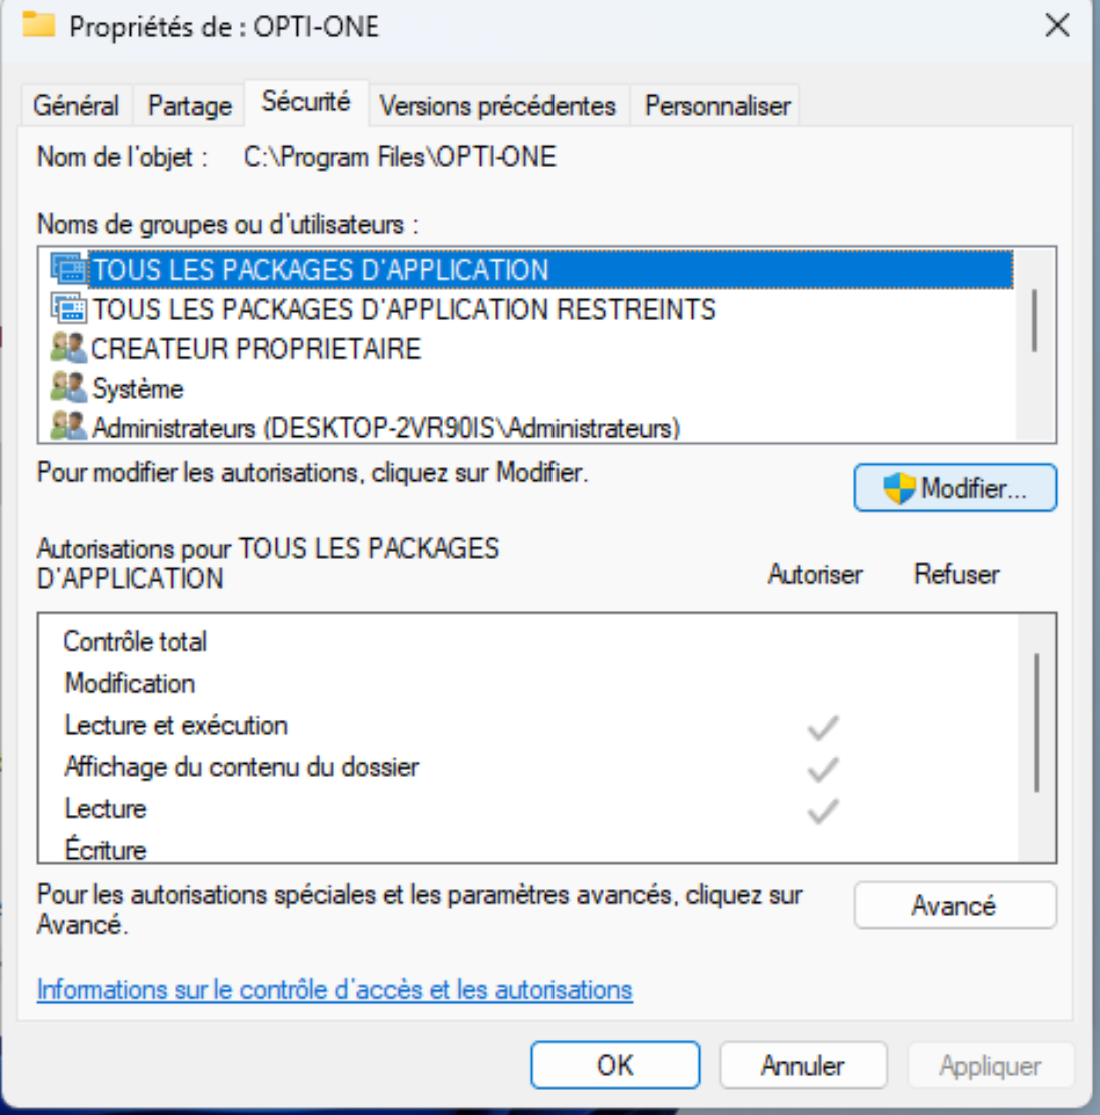 Propriétés de : OPTI-ONE
Général Partage Sécurité Versions précédentes Personnaliser
Nom de l'objet : C:\Program Files\OPTI-ONE
Noms de groupes ou d'utilisateurs :
TOUS LES PACKAGES D'APPLICATION
TOUS LES PACKAGES D'APPLICATION RESTREINTS
CREATEUR PROPRIETAIRE
Système
Administrateurs (DESKTOP-2VR90IS\Administrateurs)
Pour modifier les autorisations, cliquez sur Modifier.
Modifier...
Autorisations pour TOUS LES PACKAGES
D'APPLICATION
Autoriser Refuser
Contrôle total
Modification
Lecture et exécution
Affichage du contenu du dossier
Lecture
Écriture
Pour les autorisations spéciales et les paramètres avancés, cliquez sur
Avancé.
Avancé
Informations sur le contrôle d'accès et les autorisations
OK Annuler Appliquer